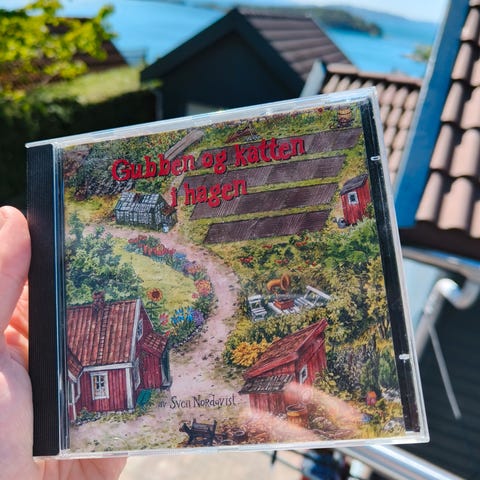 Gubben og katten
i hagen
av Sven Nordqvist